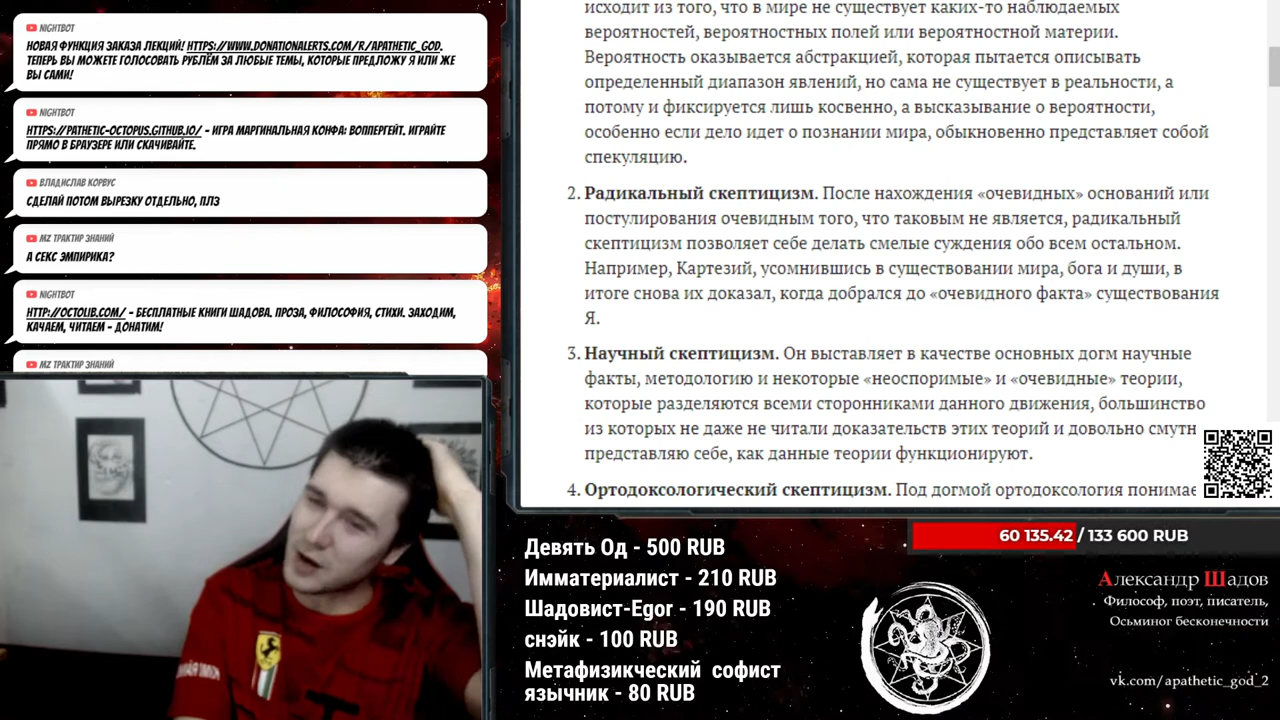 NIGHTBOT
НОВАЯ ФУНКЦИЯ ЗАКАЗА ЛЕКЦИЙ! HTTPS://WWW.DONATIONALERTS.COM/R/APATHETIC_GOD.
ТЕПЕРЬ ВЫ МОЖЕТЕ ГОЛОСОВАТЬ РУБЛЁМ ЗА ЛЮБЫЕ ТЕМЫ, КОТОРЫЕ ПРЕДЛОЖУ Я ИЛИ ЖЕ
ВЫ САМИ!
NIGHTBOT
HTTPS://PATHETIC-OCTOPUS.GITHUB.IO/ - ИГРА МАРГИНАЛЬНАЯ КОНФА: ВОППЕРГЕЙТ. ИГРАЙТЕ
ПРЯМО В БРАУЗЕРЕ ИЛИ СКАЧИВАЙТЕ.
ВЛАДИСЛАВ КОРВУС
СДЕЛАЙ ПОТОМ ВЫРЕЗКУ ОТДЕЛЬНО, ПЛЗ
MZ ТРАКТИР ЗНАНИЙ
А СЕКС ЭМПИРИКА?
NIGHTBOT
HTTP://OCTOLIB.COM/ - БЕСПЛАТНЫЕ КНИГИ ШАДОВА. ПРОЗА, ФИЛОСОФИЯ, СТИХИ. ЗАХОДИМ,
КАЧАЕМ, ЧИТАЕМ - ДОНАТИМ!
MZ ТРАКТИР ЗНАНИЙ
исходит из того, что в мире не существует каких-то наблюдаемых
вероятностей, вероятностных полей или вероятностной материи.
Вероятность оказывается абстракцией, которая пытается описывать
определенный диапазон явлений, но сама не существует в реальности, а
потому и фиксируется лишь косвенно, а высказывание о вероятности,
особенно если дело идет о познании мира, обыкновенно представляет собой
спекуляцию.
2. Радикальный скептицизм. После нахождения «очевидных» оснований или
постулирования очевидным того, что таковым не является, радикальный
скептицизм позволяет себе делать смелые суждения обо всем остальном.
Например, Картезий, усомнившись в существовании мира, бога и души, в
итоге снова их доказал, когда добрался до «очевидного факта» существования
Я.
3. Научный скептицизм. Он выставляет в качестве основных догм научные
факты, методологию и некоторые «неоспоримые» и «очевидные» теории,
которые разделяются всеми сторонниками данного движения, большинство
из которых не даже не читали доказательств этих теорий и довольно смутн
представляю себе, как данные теории функционируют.
4. Ортодоксологический скептицизм. Под догмой ортодоксология понимае
60 135.42 / 133 600 RUB
Девять Од - 500 RUB
Имматериалист - 210 RUB
Шадовист-Egor - 190 RUB
снэйк - 100 RUB
Метафизикческий софист
язычник - 80 RUB
Александр Шадов
Философ, поэт, писатель,
Осьминог бесконечности
vk.com/apathetic_god_2